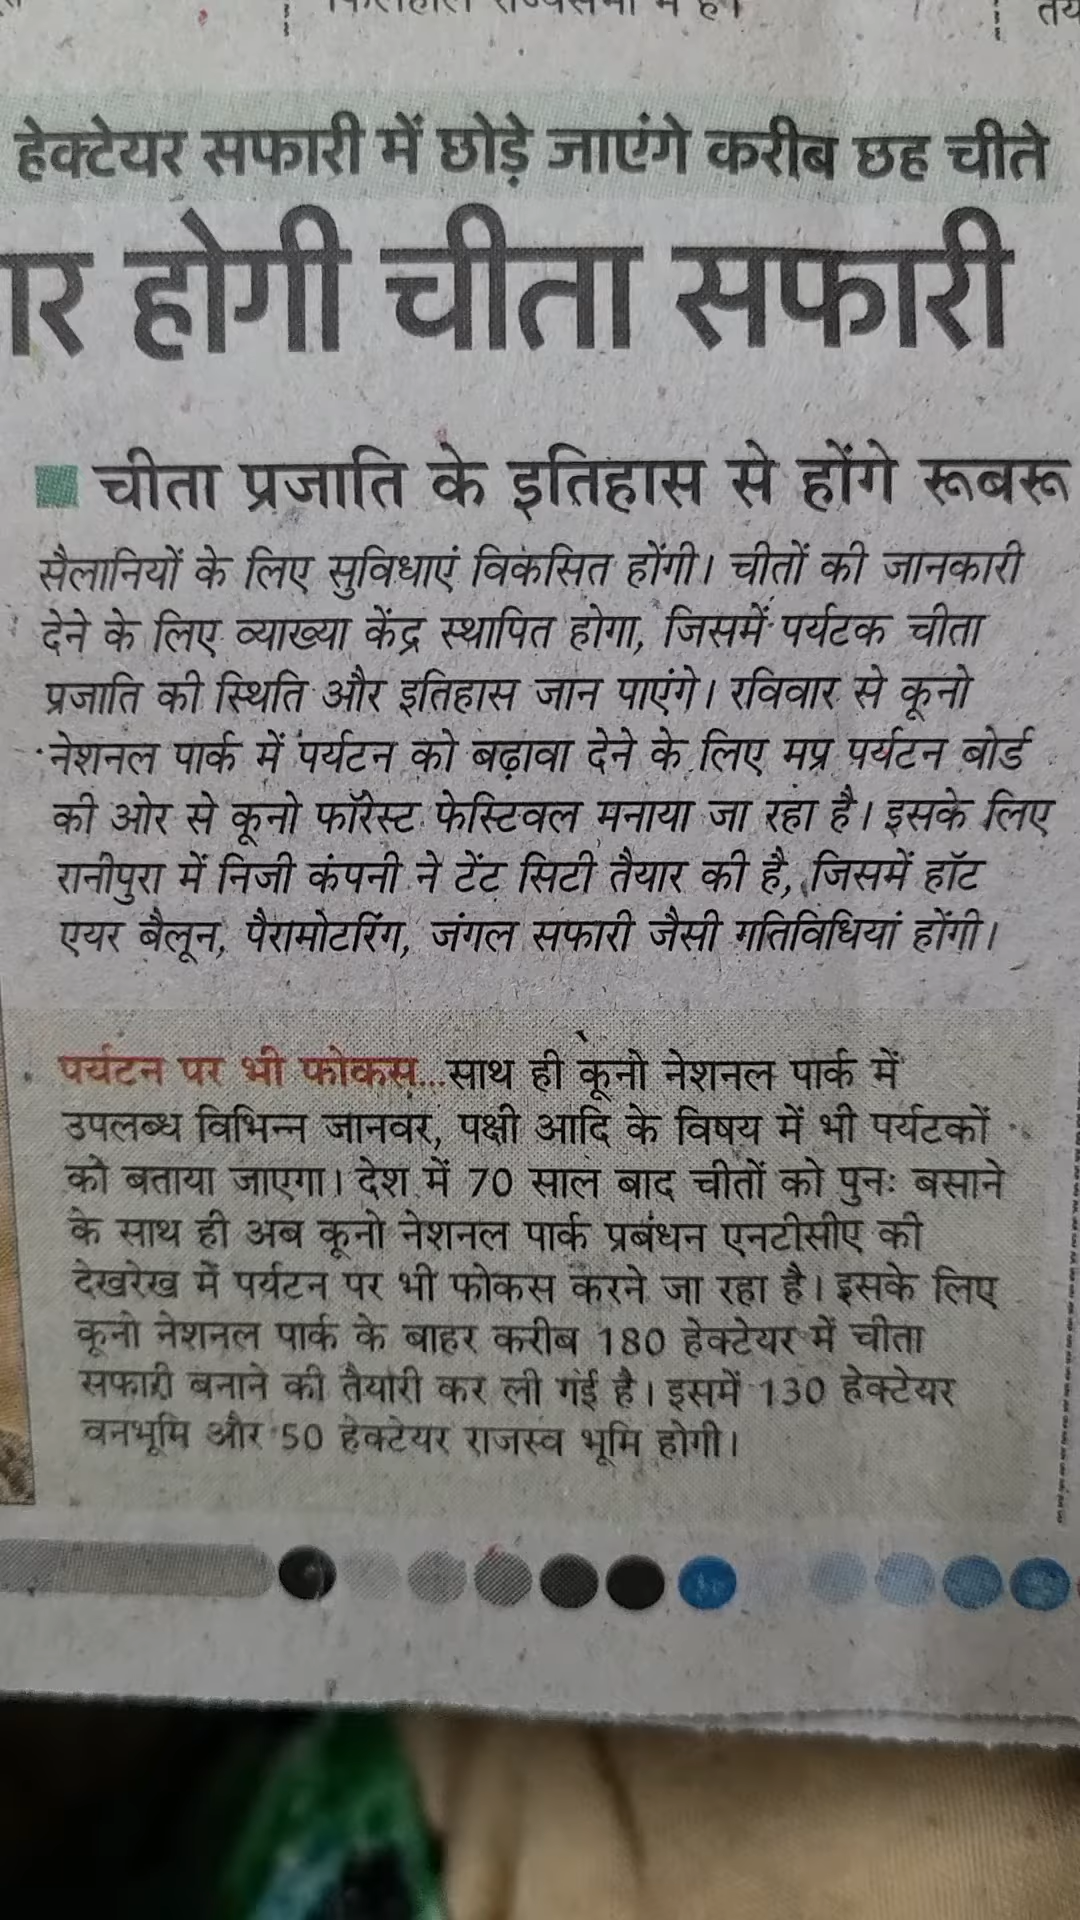 हेक्टेयर सफारी में छोड़े जाएंगे करीब छह चीते
होगी चीता सफारी
चीता प्रजाति के इतिहास से होंगे रूबरू
सैलानियों के लिए सुविधाएं विकसित होंगी। चीतों की जानकारी
देने के लिए व्याख्या केंद्र स्थापित होगा, जिसमें पर्यटक चीता
प्रजाति की स्थिति और इतिहास जान पाएंगे। रविवार से कूनो
नेशनल पार्क में पर्यटन को बढ़ावा देने के लिए मप्र पर्यटन बोर्ड
की ओर से कूनो फॉरेस्ट फेस्टिवल मनाया जा रहा है। इसके लिए
रानीपुरा में निजी कंपनी ने टेंट सिटी तैयार की है, जिसमें हॉट
एयर बैलून, पैरामोटरिंग, जंगल सफारी जैसी गतिविधियां होंगी।
पर्यटन पर भी फोकस...साथ ही कूनो नेशनल पार्क में
उपलब्ध विभिन्न जानवर, पक्षी आदि के विषय में भी पर्यटकों
को बताया जाएगा। देश में 70 साल बाद चीतों को पुनः बसाने
के साथ ही अब कूनो नेशनल पार्क प्रबंधन एनटीसीए की
देखरेख में पर्यटन पर भी फोकस करने जा रहा है। इसके लिए
कूनो नेशनल पार्क के बाहर करीब 180 हेक्टेयर में चीता
सफारी बनाने की तैयारी कर ली गई है। इसमें 130 हेक्टेयर
वनभूमि और 50 हेक्टेयर राजस्व भूमि होगी।